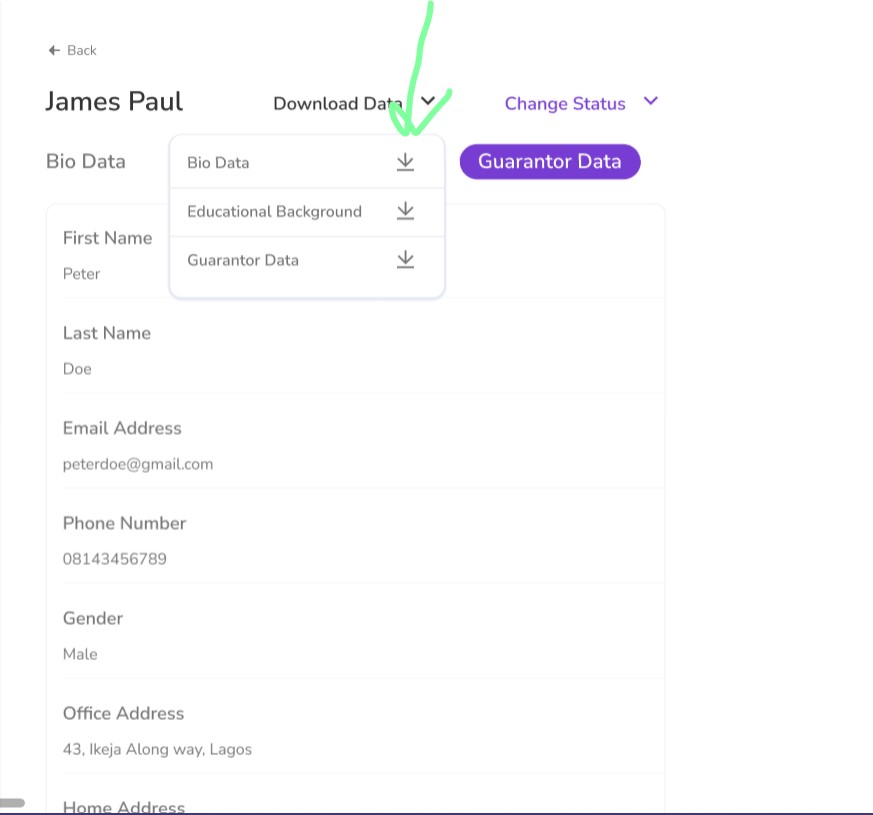 Back
James Paul
Download Data
Change Status
Bio Data
Bio Data
Guarantor Data
Educational Background
Guarantor Data
First Name
Peter
Last Name
Doe
Email Address
peterdoe@gmail.com
Phone Number
08143456789
Gender
Male
Office Address
43, Ikeja Along way, Lagos
Home Address